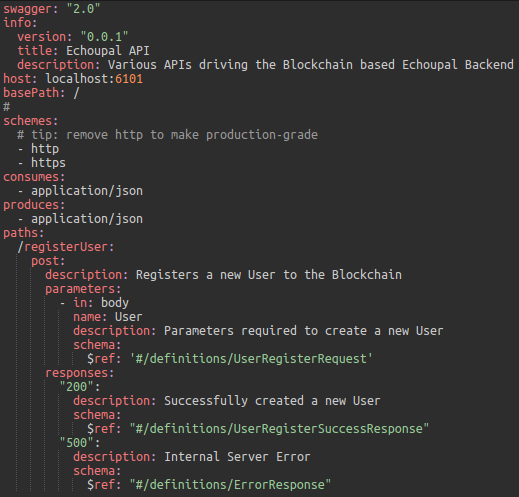 swagger: "2.0"
info:
  version: "0.0.1"
  title: Echoupal API
  description: Various APIs driving the Blockchain based Echoupal Backend
host: localhost:6101
basePath: /
#
schemes:
  # tip: remove http to make production-grade
  - http
  - https
consumes:
  - application/json
produces:
  - application/json
paths:
  /registerUser:
    post:
      description: Registers a new User to the Blockchain
      parameters:
        - in: body
          name: User
          description: Parameters required to create a new User
          schema:
            $ref: '#/definitions/UserRegisterRequest'
      responses:
        "200":
          description: Successfully created a new User
          schema:
            $ref: "#/definitions/UserRegisterSuccessResponse"
        "500":
          description: Internal Server Error
          schema:
            $ref: "#/definitions/ErrorResponse"